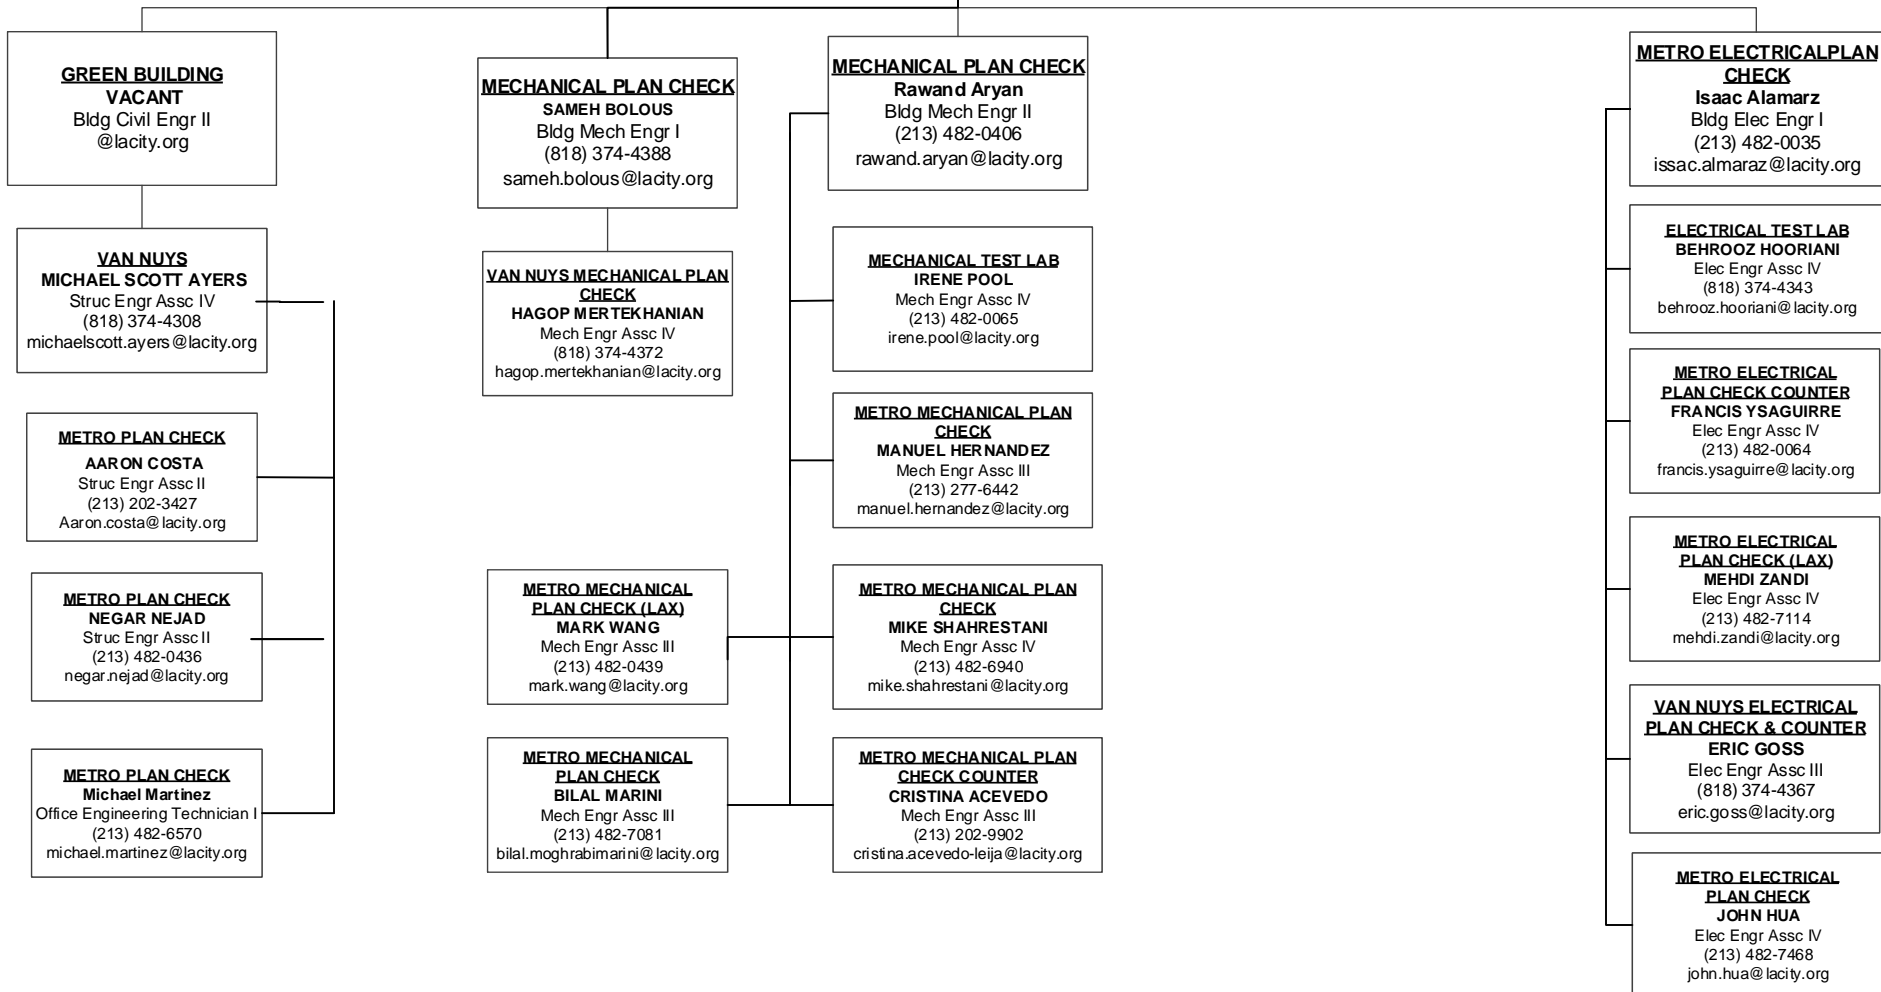 GREEN BUILDING
VACANT
Bldg Civil Engr II
@lacity.org
VAN NUYS
MICHAEL SCOTT AYERS
Struc Engr Assc IV
(818) 374-4308
michaelscott.ayers@lacity.org
METRO PLAN CHECK
AARON COSTA
Struc Engr Assc II
(213) 202-3427
Aaron.costa@lacity.org
METRO PLAN CHECK
NEGAR NEJAD
Struc Engr Assc II
(213) 482-0436
negar.nejad@lacity.org
METRO PLAN CHECK
Michael Martinez
Office Engineering Technician I
(213) 482-6570
michael.martinez@lacity.org
MECHANICAL PLAN CHECK
SAMEH BOLOUS
Bldg Mech Engr I
(818) 374-4388
sameh.bolous@lacity.org
VAN NUYS MECHANICAL PLAN
CHECK
HAGOP MERTEKHANIAN
Mech Engr Assc IV
(818) 374-4372
hagop.mertekhanian@lacity.org
METRO MECHANICAL
PLAN CHECK (LAX)
MARK WANG
Mech Engr Assc III
(213) 482-0439
mark.wang@lacity.org
METRO MECHANICAL
PLAN CHECK
BILAL MARINI
Mech Engr Assc III
(213) 482-7081
bilal.moghrabimarini@lacity.org
MECHANICAL PLAN CHECK
Rawand Aryan
Bldg Mech Engr II
(213) 482-0406
rawand.aryan@lacity.org
MECHANICAL TEST LAB
IRENE POOL
Mech Engr Assc IV
(213) 482-0065
irene.pool@lacity.org
METRO MECHANICAL PLAN
CHECK
MANUEL HERNANDEZ
Mech Engr Assc III
(213) 277-6442
manuel.hernandez@lacity.org
METRO MECHANICAL PLAN
CHECK
MIKE SHAHRESTANI
Mech Engr Assc IV
(213) 482-6940
mike.shahrestani@lacity.org
METRO MECHANICAL PLAN
CHECK COUNTER
CRISTINA ACEVEDO
Mech Engr Assc III
(213) 202-9902
cristina.acevedo-leija@lacity.org
METRO ELECTRICALPLAN
CHECK
Isaac Alamarz
Bldg Elec Engr I
(213) 482-0035
issac.almaraz@lacity.org
ELECTRICAL TEST LAB
BEHROOZ HOORIANI
Elec Engr Assc IV
(818) 374-4343
behrooz.hooriani@lacity.org
METRO ELECTRICAL
PLAN CHECK COUNTER
FRANCIS YSAGUIRRE
Elec Engr Assc IV
(213) 482-0064
francis.ysaguirre@lacity.org
METRO ELECTRICAL
PLAN CHECK (LAX)
MEHDI ZANDI
Elec Engr Assc IV
(213) 482-7114
mehdi.zandi@lacity.org
VAN NUYS ELECTRICAL
PLAN CHECK & COUNTER
ERIC GOSS
Elec Engr Assc III
(818) 374-4367
eric.goss@lacity.org
METRO ELECTRICAL
PLAN CHECK
JOHN HUA
Elec Engr Assc IV
(213) 482-7468
john.hua@lacity.org